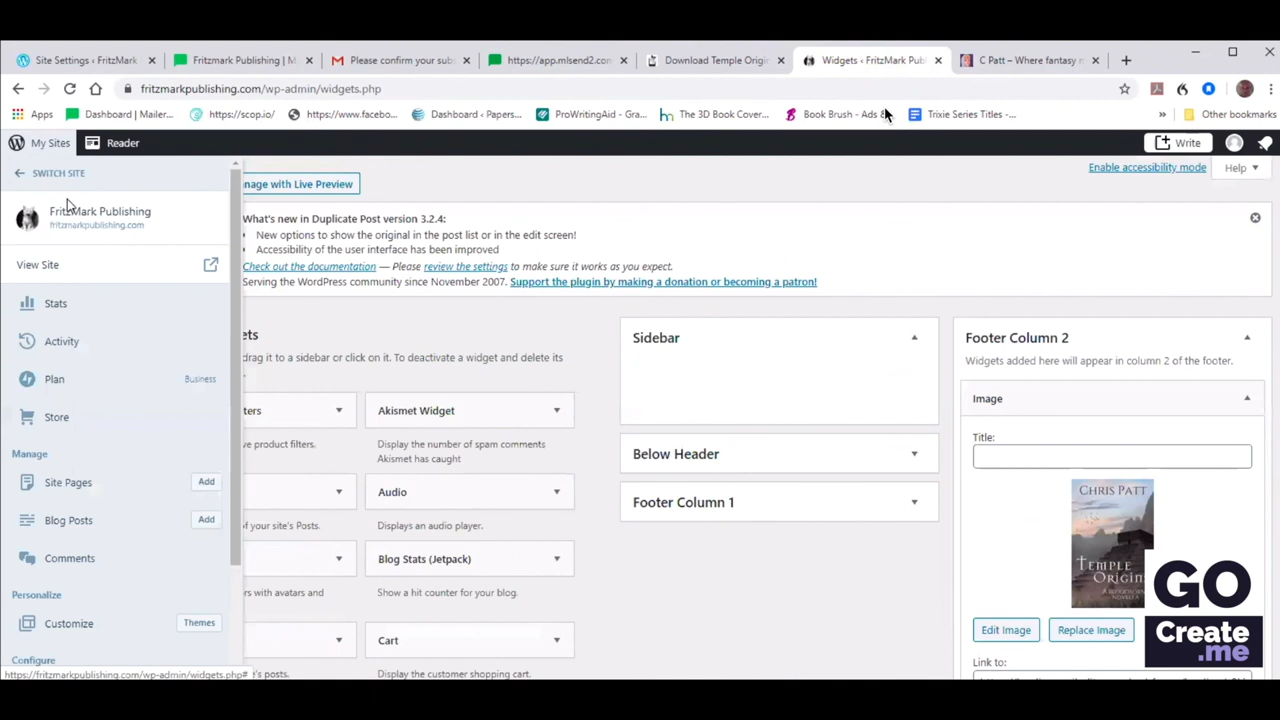 Site Settings ‹ FritzMark
Fritzmark Publishing | M
Please confirm your subs
https://app.mlsend2.com
Download Temple Origin
Widgets ‹ FritzMark Publ
C Patt – Where fantasy m
fritzmarkpublishing.com/wp-admin/widgets.php
Apps
Dashboard | Mailer...
https://scop.io/
https://www.facebo...
Dashboard ‹ Papers...
ProWritingAid - Gra...
The 3D Book Cover...
Book Brush - Ads &
Trixie Series Titles -...
»
Other bookmarks
My Sites
Reader
Write
SWITCH SITE
nage with Live Preview
Enable accessibility mode
Help
FritzMark Publishing
fritzmarkpublishing.com
What's new in Duplicate Post version 3.2.4:
New options to show the original in the post list or in the edit screen!
Accessibility of the user interface has been improved
Check out the documentation — Please review the settings to make sure it works as you expect.
Serving the WordPress community since November 2007. Support the plugin by making a donation or becoming a patron!
View Site
Stats
Activity
Plan
Business
Store
Manage
Site Pages
Add
Blog Posts
Add
Comments
Personalize
Customize
Themes
Configure
https://fritzmarkpublishing.com/wp-admin/widgets.php#
ets
drag it to a sidebar or click on it. To deactivate a widget and delete its
ters
Akismet Widget
ve product filters.
Display the number of spam comments
Akismet has caught
Audio
of your site's Posts.
Displays an audio player.
Blog Stats (Jetpack)
rs with avatars and
Show a hit counter for your blog.
Cart
r's posts.
Display the customer shopping cart.
Sidebar
Below Header
Footer Column 1
Footer Column 2
Widgets added here will appear in column 2 of the footer.
Image
Title:
CHRIS PATT
TEMPLE
ORIGIN
Edit Image
Replace Image
Link to:
GO
Create
.me